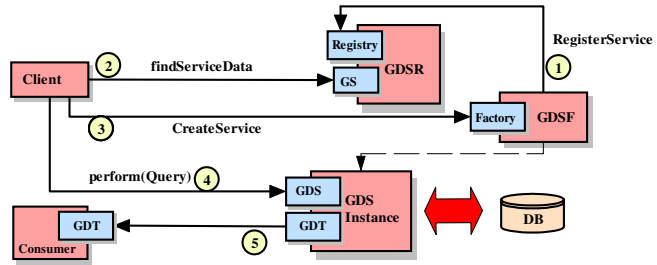 Registry
RegisterService
2
findServiceData
1
Client
GS
GDSR
3
CreateService
Factory
GDSF
perform(Query)
4
GDS
GDS
Instance
GDT
DB
GDT
Consumer
5